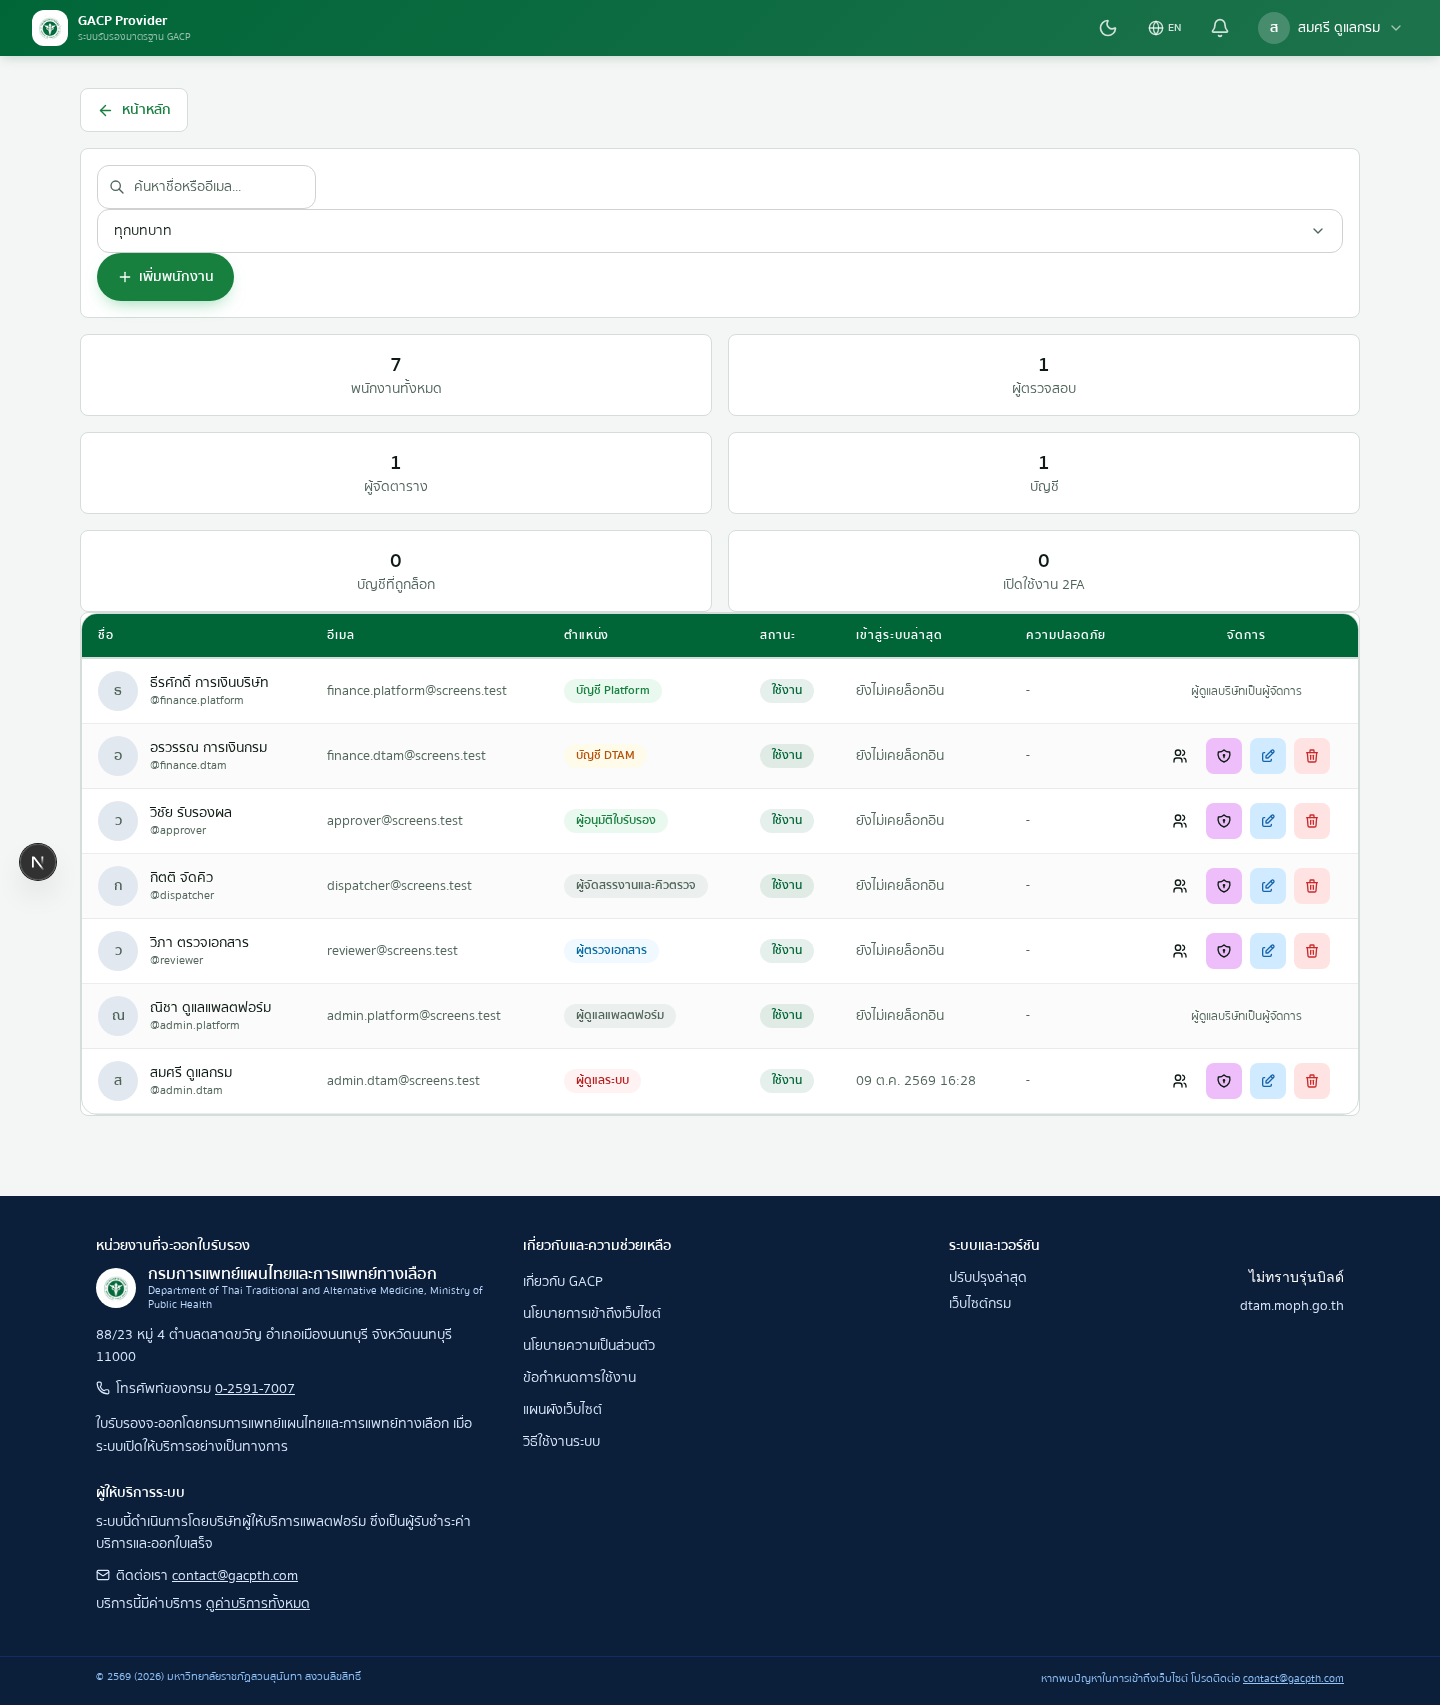 GACP Provider
ระบบรับรองมาตรฐาน GACP
EN
ส สมศรี ดูแลกรม
หน้าหลัก
ค้นหาชื่อหรืออีเมล...
ทุกบทบาท
เพิ่มพนักงาน
7
พนักงานทั้งหมด
1
ผู้ตรวจสอบ
1
ผู้จัดตาราง
1
บัญชี
0
บัญชีที่ถูกล็อก
0
เปิดใช้งาน 2FA
ชื่อ อีเมล ตำแหน่ง สถานะ เข้าสู่ระบบล่าสุด ความปลอดภัย จัดการ
ธ ธีรศักดิ์ การเงินบริษัท finance.platform@screens.test บัญชี Platform ใช้งาน ยังไม่เคยล็อกอิน - ผู้ดูแลบริษัทเป็นผู้จัดการ
@finance.platform
อ อรวรรณ การเงินกรม finance.dtam@screens.test บัญชี DTAM ใช้งาน ยังไม่เคยล็อกอิน -
@finance.dtam
ว วิชัย รับรองผล approver@screens.test ผู้อนุมัติใบรับรอง ใช้งาน ยังไม่เคยล็อกอิน -
@approver
ก กิตติ จัดคิว dispatcher@screens.test ผู้จัดสรรงานและคิวตรวจ ใช้งาน ยังไม่เคยล็อกอิน -
@dispatcher
ว วิภา ตรวจเอกสาร reviewer@screens.test ผู้ตรวจเอกสาร ใช้งาน ยังไม่เคยล็อกอิน -
@reviewer
ณ ณิชา ดูแลแพลตฟอร์ม admin.platform@screens.test ผู้ดูแลแพลตฟอร์ม ใช้งาน ยังไม่เคยล็อกอิน - ผู้ดูแลบริษัทเป็นผู้จัดการ
@admin.platform
ส สมศรี ดูแลกรม admin.dtam@screens.test ผู้ดูแลระบบ ใช้งาน 09 ต.ค. 2569 16:28 -
@admin.dtam
N
หน่วยงานที่จะออกใบรับรอง
กรมการแพทย์แผนไทยและการแพทย์ทางเลือก
Department of Thai Traditional and Alternative Medicine, Ministry of
Public Health
88/23 หมู่ 4 ตำบลตลาดขวัญ อำเภอเมืองนนทบุรี จังหวัดนนทบุรี
11000
โทรศัพท์ของกรม 0-2591-7007
ใบรับรองจะออกโดยกรมการแพทย์แผนไทยและการแพทย์ทางเลือก เมื่อ
ระบบเปิดให้บริการอย่างเป็นทางการ
ผู้ให้บริการระบบ
ระบบนี้ดำเนินการโดยบริษัทผู้ให้บริการแพลตฟอร์ม ซึ่งเป็นผู้รับชำระค่า
บริการและออกใบเสร็จ
ติดต่อเรา contact@gacpth.com
บริการนี้มีค่าบริการ ดูค่าบริการทั้งหมด
เกี่ยวกับและความช่วยเหลือ
เกี่ยวกับ GACP
นโยบายการเข้าถึงเว็บไซต์
นโยบายความเป็นส่วนตัว
ข้อกำหนดการใช้งาน
แผนผังเว็บไซต์
วิธีใช้งานระบบ
ระบบและเวอร์ชัน
ปรับปรุงล่าสุด ไม่ทราบรุ่นบิลด์
เว็บไซต์กรม dtam.moph.go.th
© 2569 (2026) มหาวิทยาลัยราชภัฏสวนสุนันทา สงวนลิขสิทธิ์
หากพบปัญหาในการเข้าถึงเว็บไซต์ โปรดติดต่อ contact@gacpth.com